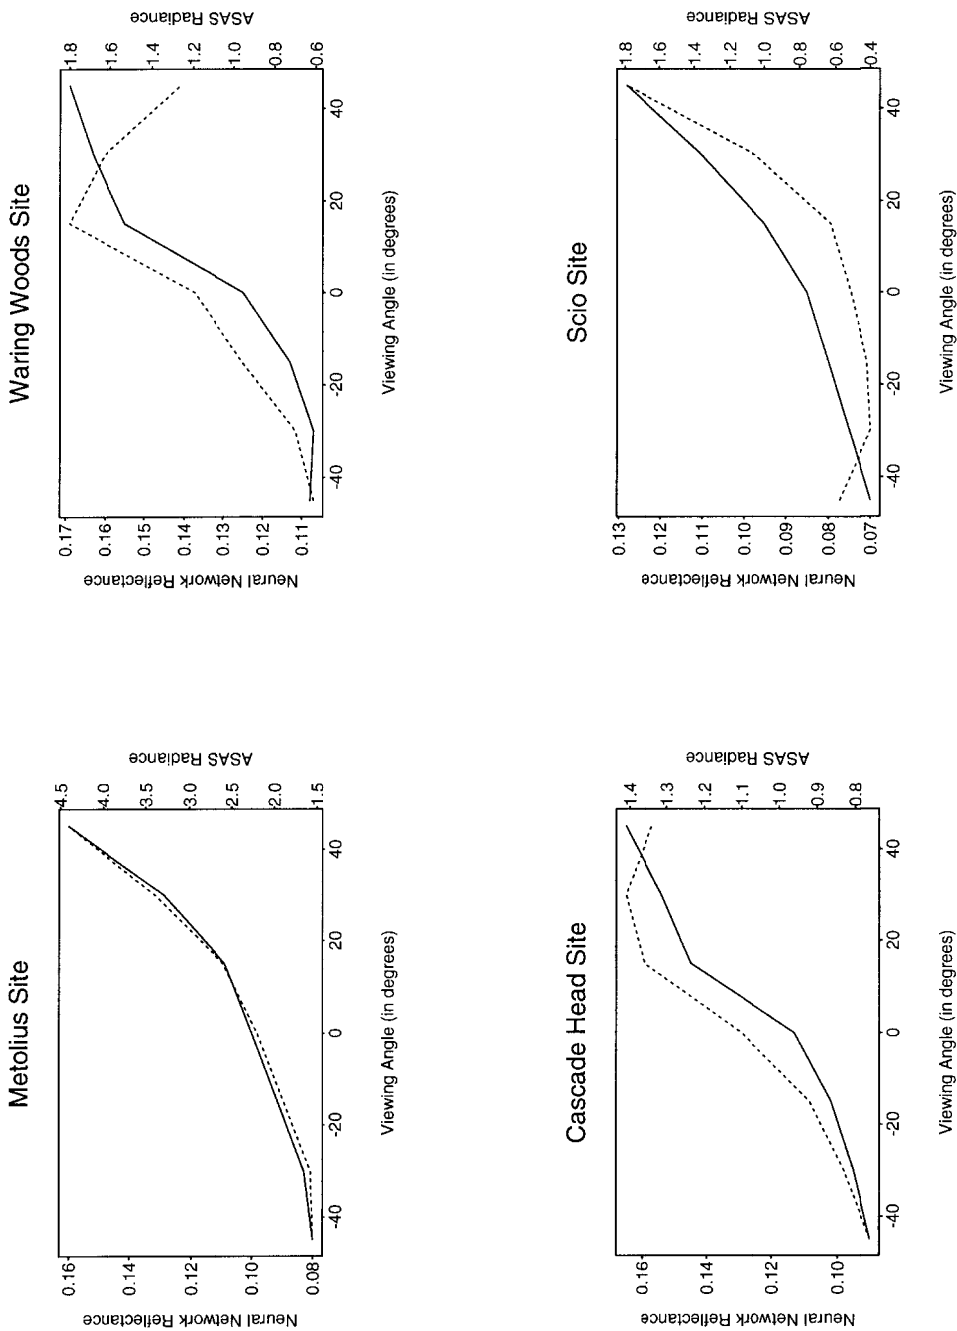 Metolius Site
Neural Network Reflectance
0.16
0.14
0.12
0.10
0.08
ASAS Radiance
4.5
4.0
3.5
3.0
2.5
2.0
1.5
-40 -20 0 20 40
Viewing Angle (in degrees)
Waring Woods Site
Neural Network Reflectance
0.17
0.16
0.15
0.14
0.13
0.12
0.11
ASAS Radiance
1.8
1.6
1.4
1.2
1.0
0.8
0.6
-40 -20 0 20 40
Viewing Angle (in degrees)
Cascade Head Site
Neural Network Reflectance
0.16
0.14
0.12
0.10
ASAS Radiance
1.4
1.3
1.2
1.1
1.0
0.9
0.8
-40 -20 0 20 40
Viewing Angle (in degrees)
Scio Site
Neural Network Reflectance
0.13
0.12
0.11
0.10
0.09
0.08
0.07
ASAS Radiance
1.8
1.6
1.4
1.2
1.0
0.8
0.6
0.4
-40 -20 0 20 40
Viewing Angle (in degrees)